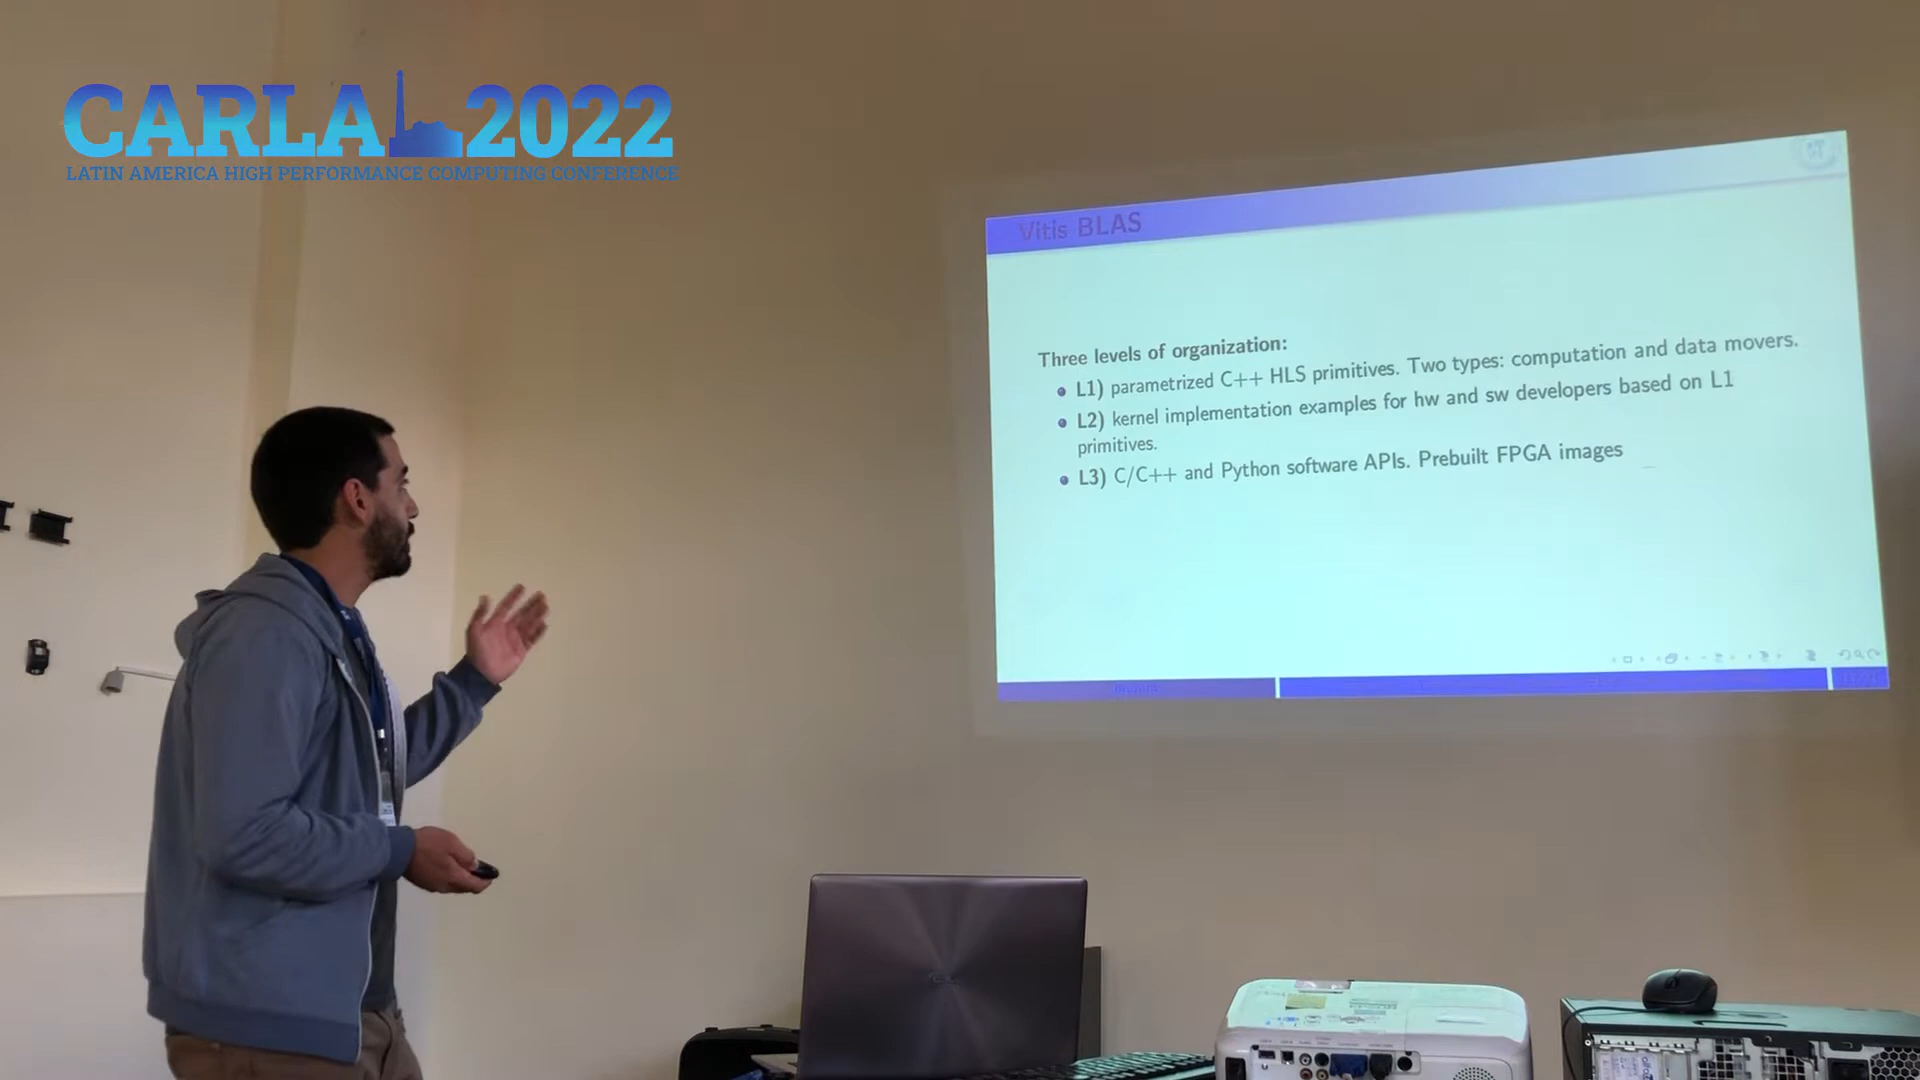 CARLA 2022
LATIN AMERICA HIGH PERFORMANCE COMPUTING CONFERENCE
Vitis BLAS
Three levels of organization:
L1) parametrized C++ HLS primitives. Two types: computation and data movers.
L2) kernel implementation examples for hw and sw developers based on L1
primitives.
L3) C/C++ and Python software APIs. Prebuilt FPGA images